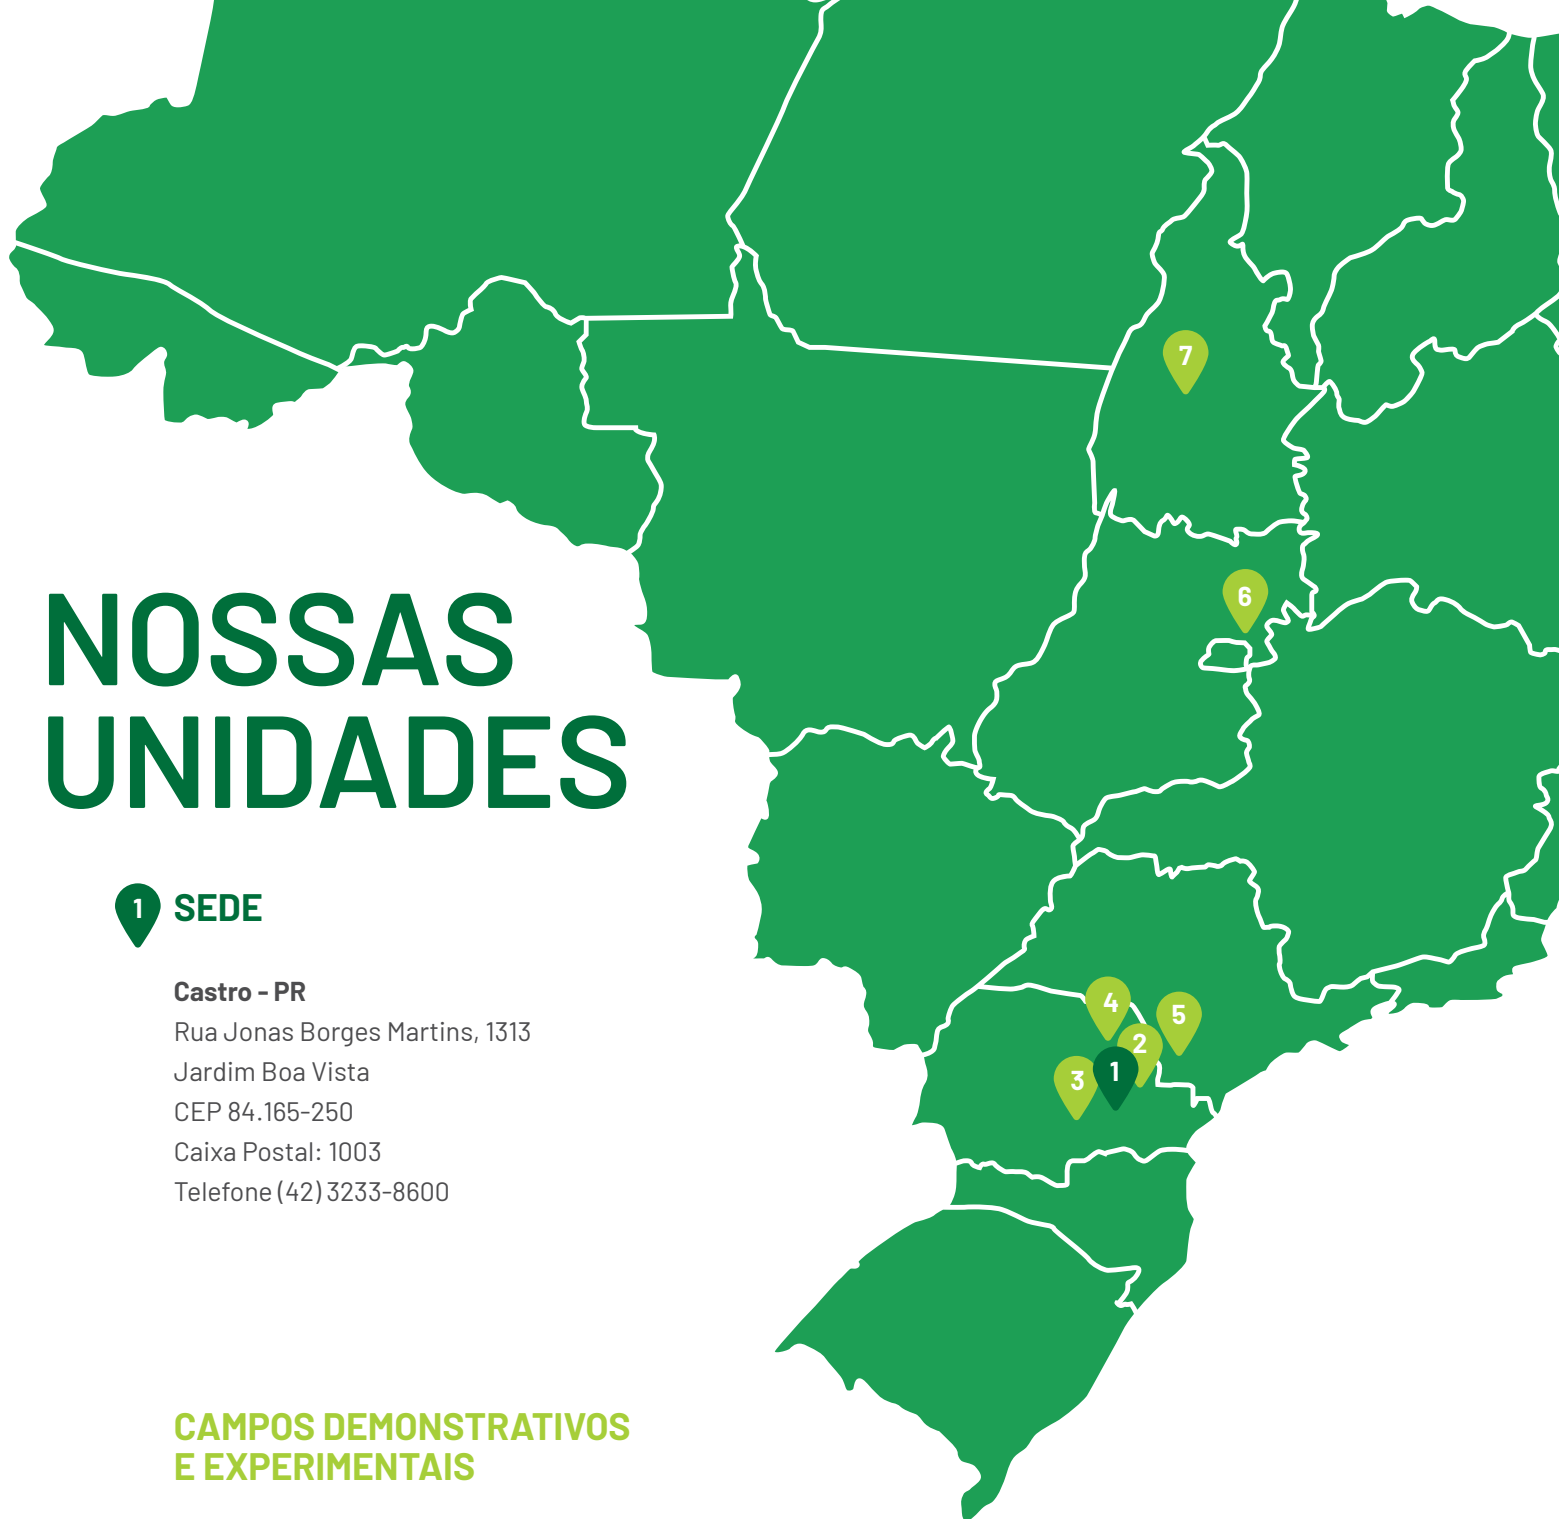 7
6
NOSSAS
UNIDADES
1 SEDE
Castro - PR
Rua Jonas Borges Martins, 1313
Jardim Boa Vista
CEP 84.165-250
Caixa Postal: 1003
Telefone (42) 3233-8600
4
5
2
1
3
CAMPOS DEMONSTRATIVOS
E EXPERIMENTAIS